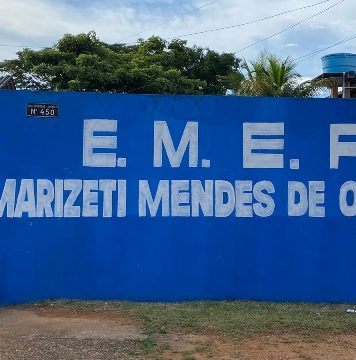 Nº 450
E. M. E. F
MARIZETI MENDES DE O